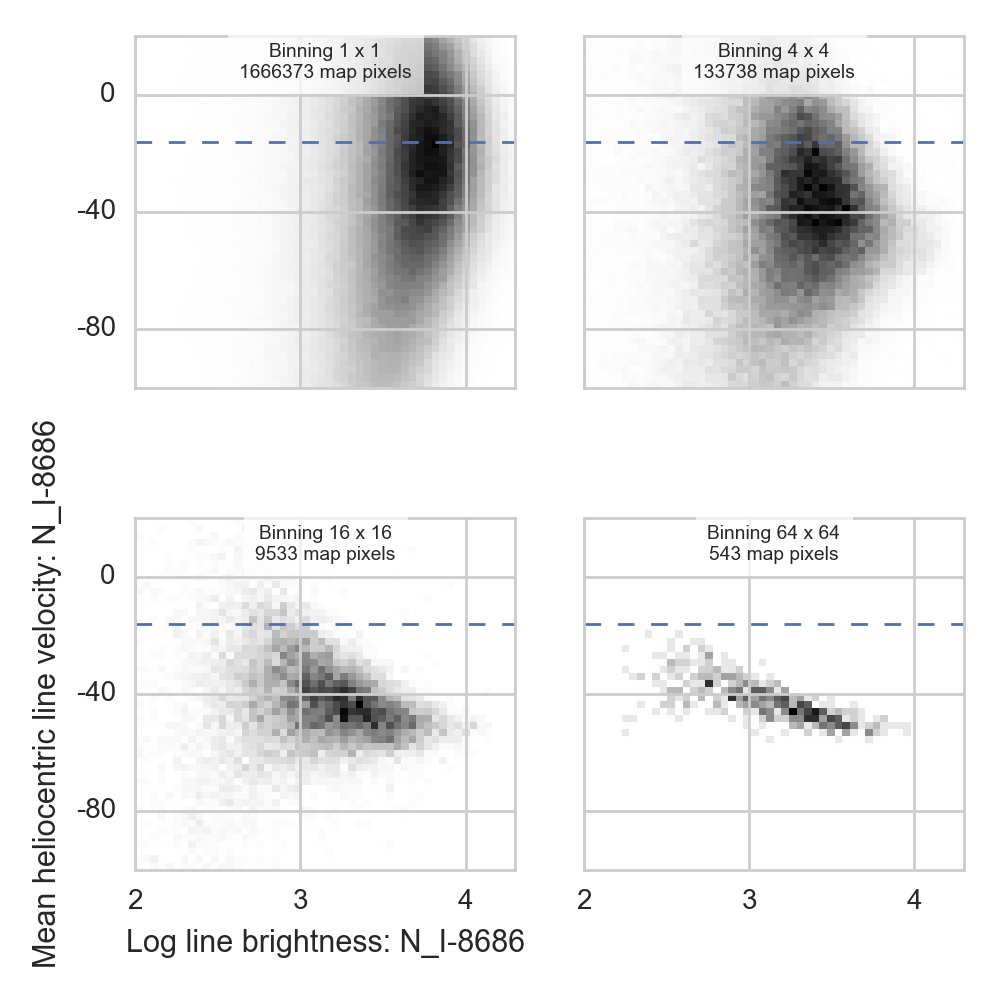 Binning 1 x 1
1666373 map pixels
Binning 4 x 4
133738 map pixels
0
-40
-80
Binning 16 x 16
9533 map pixels
Binning 64 x 64
543 map pixels
0
-40
-80
2 3 4
2 3 4
Log line brightness: N_I-8686
Mean heliocentric line velocity: N_I-8686